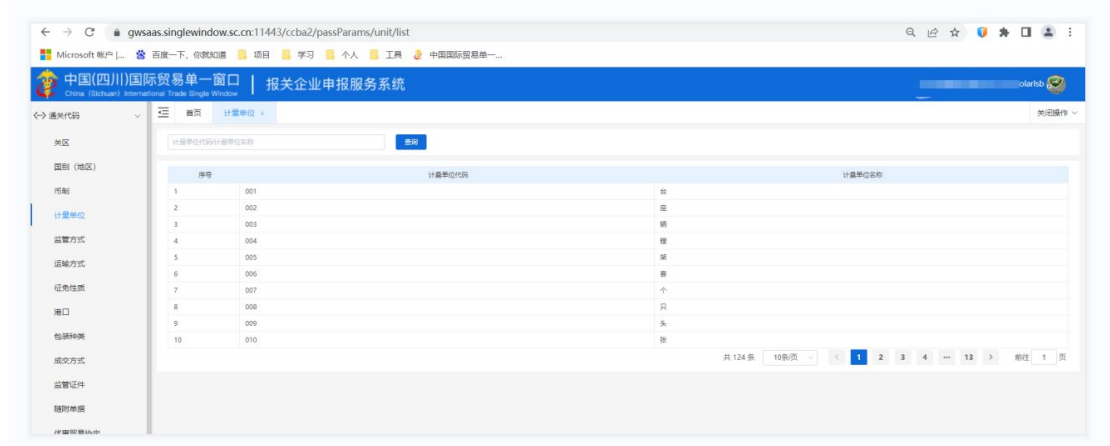 gwsaas.singlewindow.sc.cn:11443/ccba2/passParams/unit/list
Microsoft 帐户 |... 百度一下，你就知道 项目 学习 个人 工具 中国国际贸易单一...
中国(四川)国际贸易单一窗口 | 报关企业申报服务系统
China (Sichuan) International Trade Single Window
olarlsb
通关代码 首页 计量单位 × 关闭操作
关区
计量单位代码/计量单位名称 查询
国别（地区）
序号 计量单位代码 计量单位名称
币制
1 001 台
2 002 座
计量单位
3 003 辆
监管方式
4 004 艘
5 005 架
运输方式
6 006 套
征免性质
7 007 个
8 008 只
港口
9 009 头
包装种类
10 010 张
成交方式
共 124 条 10条/页 < 1 2 3 4 ... 13 > 前往 1 页
监管证件
随附单据
优惠贸易协定